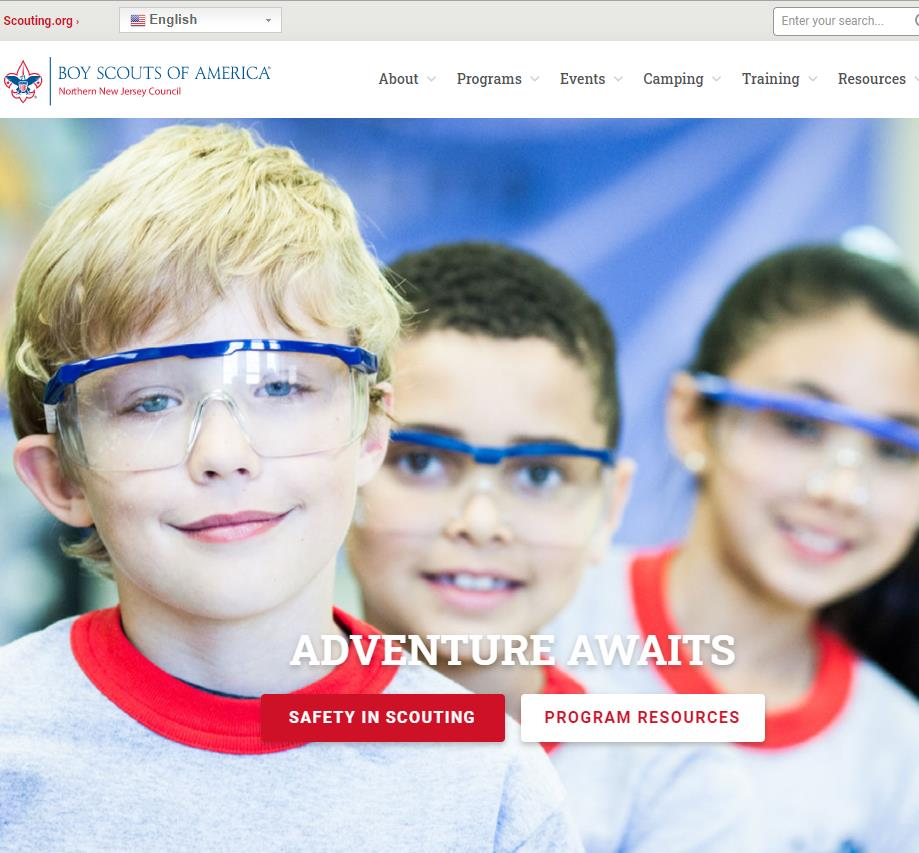 Scouting.org ›
English
Enter your search...
BOY SCOUTS OF AMERICA®
Northern New Jersey Council
About
Programs
Events
Camping
Training
Resources
ADVENTURE AWAITS
SAFETY IN SCOUTING
PROGRAM RESOURCES